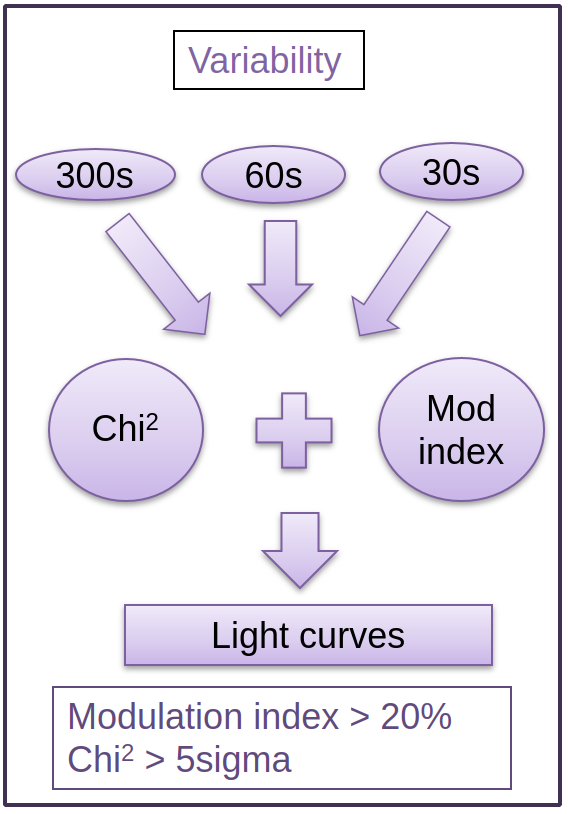 Variability
300s 60s 30s
Chi²
Mod
index
Light curves
Modulation index > 20%
Chi² > 5sigma